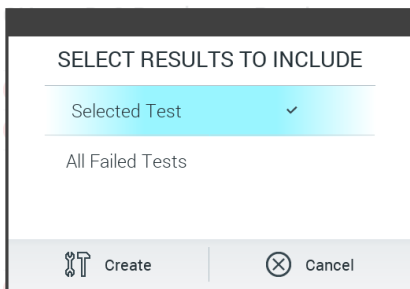 SELECT RESULTS TO INCLUDE
Selected Test
All Failed Tests
Create Cancel